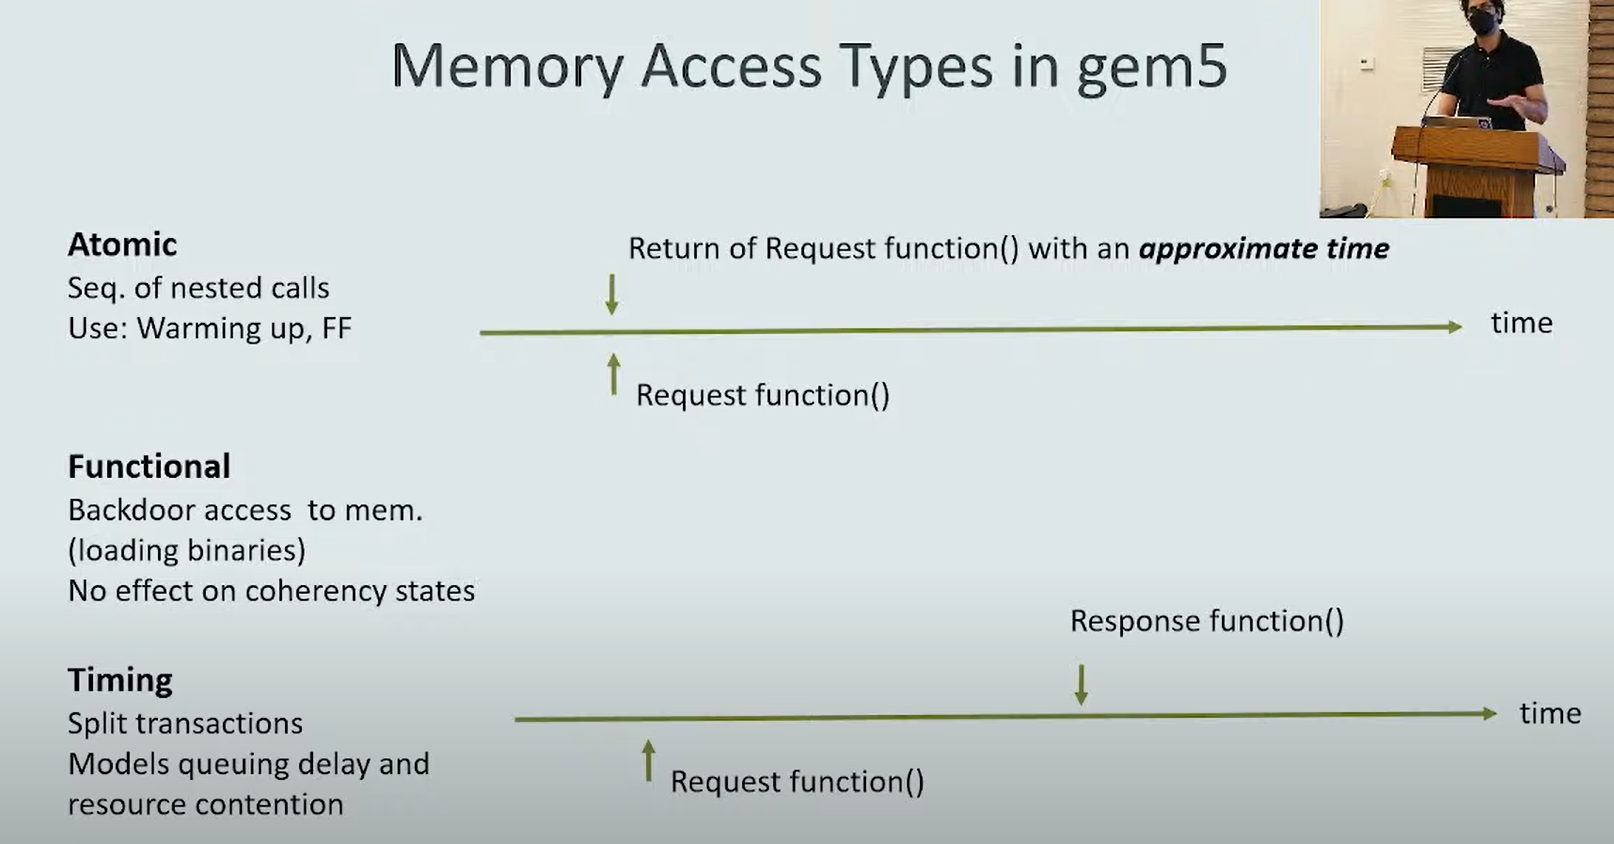 Memory Access Types in gem5
Atomic
Seq. of nested calls
Use: Warming up, FF
Return of Request function() with an approximate time
time
Request function()
Functional
Backdoor access  to mem.
(loading binaries)
No effect on coherency states
Timing
Split transactions
Models queuing delay and
resource contention
Response function()
time
Request function()